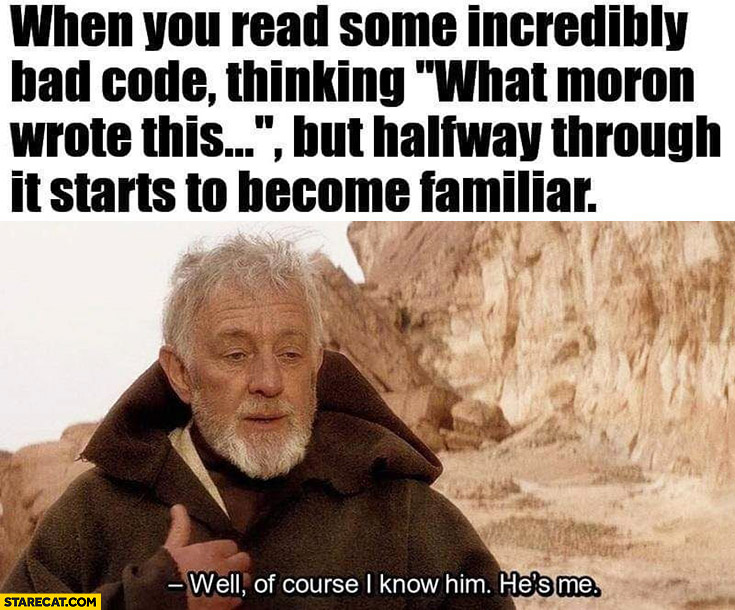 When you read some incredibly
bad code, thinking "What moron
wrote this...", but halfway through
it starts to become familiar.
– Well, of course I know him. He's me.
STARECAT.COM